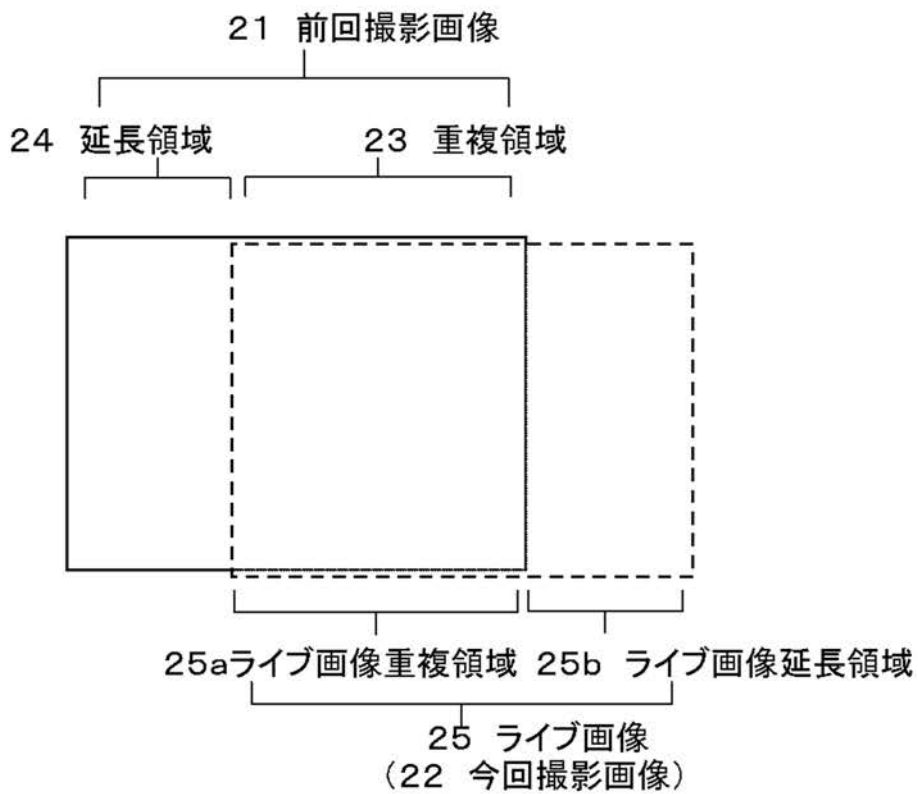 21 前回撮影画像
24 延長領域 23 重複領域
25aライブ画像重複領域 25b ライブ画像延長領域
25 ライブ画像
(22 今回撮影画像)